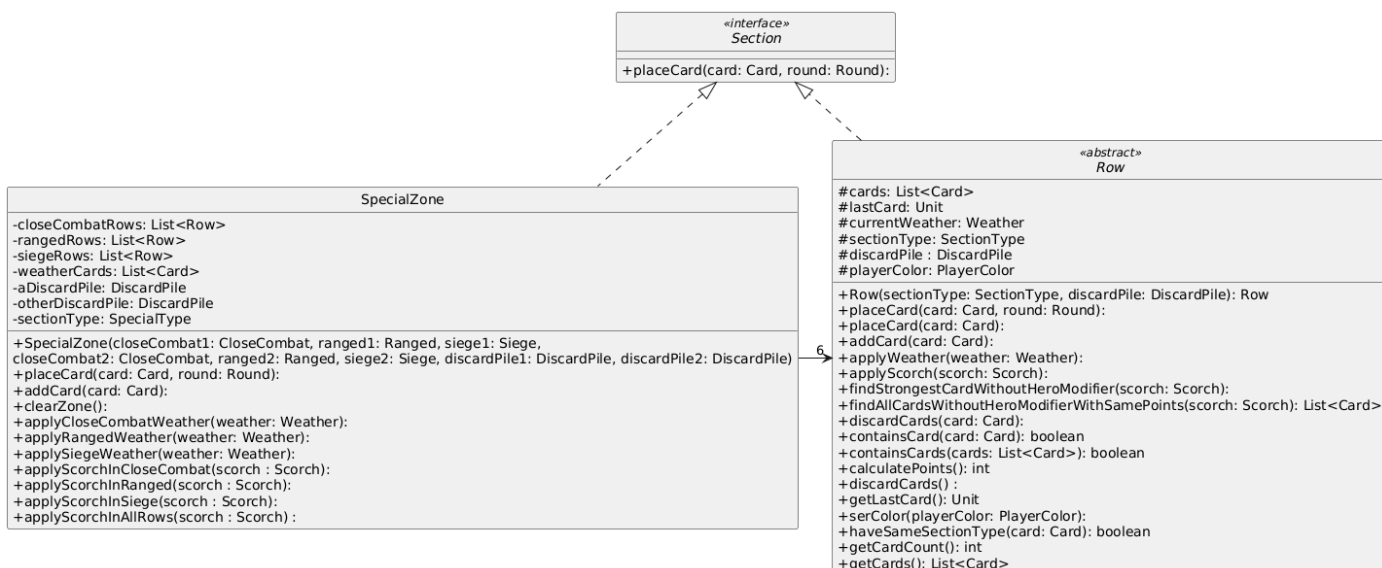 «interface»
Section
+placeCard(card: Card, round: Round):
SpecialZone
-closeCombatRows: List<Row>
-rangedRows: List<Row>
-siegeRows: List<Row>
-weatherCards: List<Card>
-aDiscardPile: DiscardPile
-otherDiscardPile: DiscardPile
-sectionType: SpecialType
+SpecialZone(closeCombat1: CloseCombat, ranged1: Ranged, siege1: Siege,
closeCombat2: CloseCombat, ranged2: Ranged, siege2: Siege, discardPile1: DiscardPile, discardPile2: DiscardPile)
+placeCard(card: Card, round: Round):
+addCard(card: Card):
+clearZone():
+applyCloseCombatWeather(weather: Weather):
+applyRangedWeather(weather: Weather):
+applySiegeWeather(weather: Weather):
+applyScorchInCloseCombat(scorch : Scorch):
+applyScorchInRanged(scorch : Scorch):
+applyScorchInSiege(scorch : Scorch):
+applyScorchInAllRows(scorch : Scorch) :
6
«abstract»
Row
#cards: List<Card>
#lastCard: Unit
#currentWeather: Weather
#sectionType: SectionType
#discardPile : DiscardPile
#playerColor: PlayerColor
+Row(sectionType: SectionType, discardPile: DiscardPile): Row
+placeCard(card: Card, round: Round):
+placeCard(card: Card):
+addCard(card: Card):
+applyWeather(weather: Weather):
+applyScorch(scorch: Scorch):
+findStrongestCardWithoutHeroModifier(scorch: Scorch):
+findAllCardsWithoutHeroModifierWithSamePoints(scorch: Scorch): List<Card>
+discardCards(card: Card):
+containsCard(card: Card): boolean
+containsCards(cards: List<Card>): boolean
+calculatePoints(): int
+discardCards() :
+getLastCard(): Unit
+serColor(playerColor: PlayerColor):
+haveSameSectionType(card: Card): boolean
+getCardCount(): int
+getCards(): List<Card>